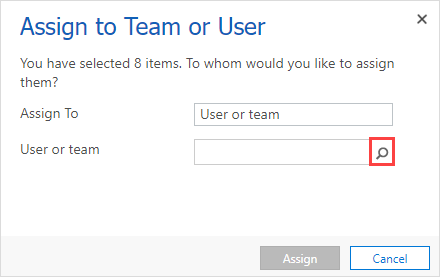 Assign to Team or User
You have selected 8 items. To whom would you like to assign
them?
Assign To
User or team
User or team
Assign
Cancel